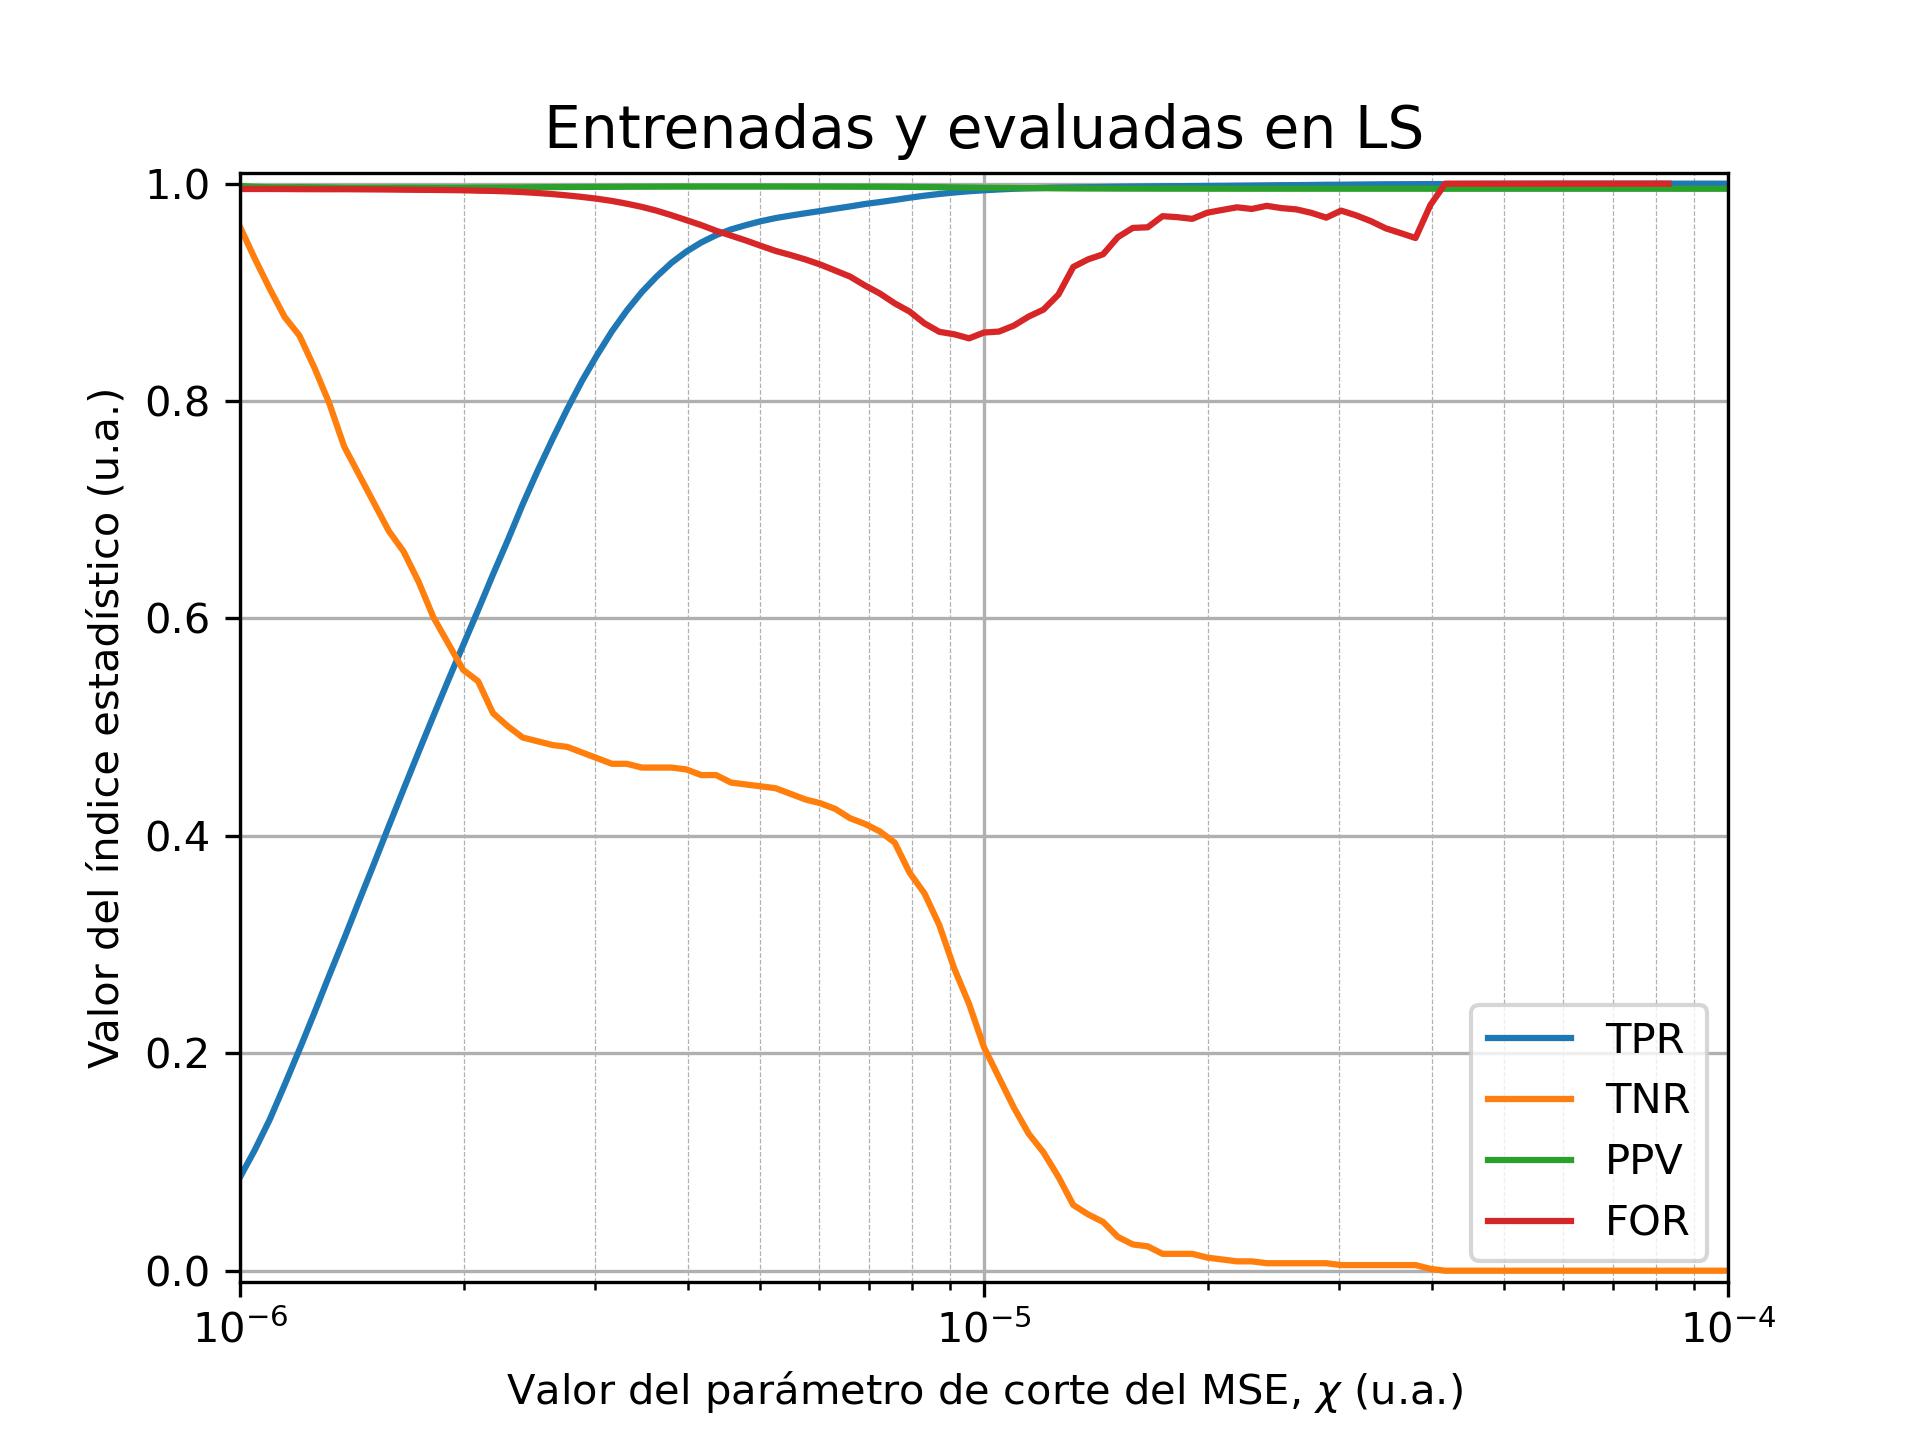 Entrenadas y evaluadas en LS
Valor del índice estadístico (u.a.)
1.0
0.8
0.6
0.4
0.2
0.0
10⁻⁶
10⁻⁵
10⁻⁴
Valor del parámetro de corte del MSE, χ (u.a.)
TPR
TNR
PPV
FOR